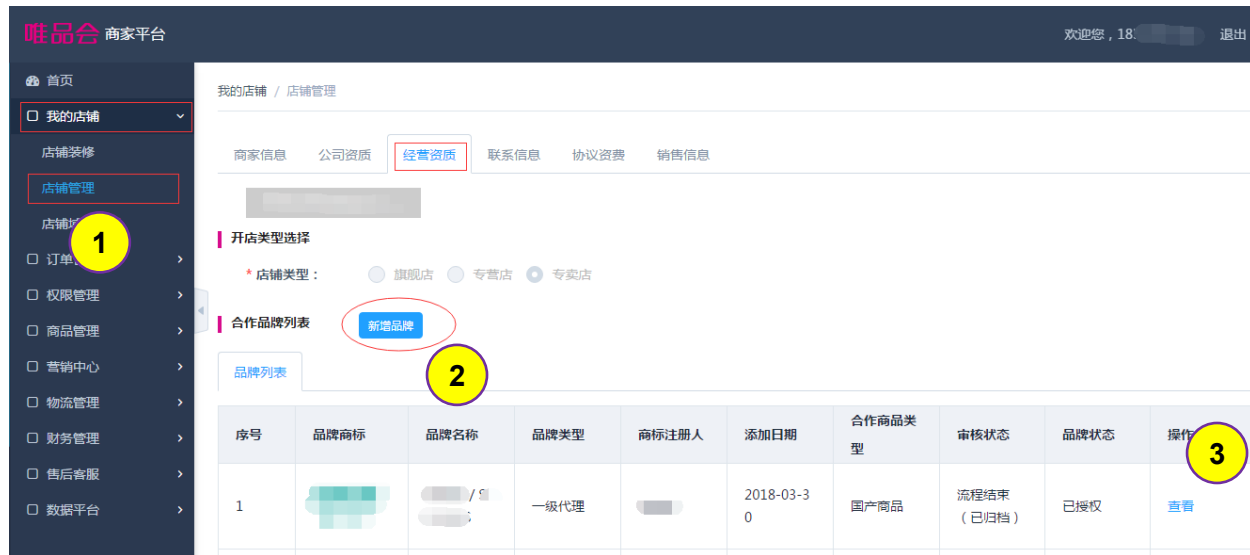 唯品会 商家平台
欢迎您，18
退出
首页
我的店铺
店铺装修
店铺管理
店铺
1
订单
权限管理
商品管理
营销中心
物流管理
财务管理
售后客服
数据平台
我的店铺 / 店铺管理
商家信息 公司资质 经营资质 联系信息 协议资费 销售信息
开店类型选择
* 店铺类型： 旗舰店 专营店 专卖店
合作品牌列表 新增品牌
2
品牌列表
序号 品牌商标 品牌名称 品牌类型 商标注册人 添加日期 合作商品类型 审核状态 品牌状态 操作
3
1 / 一级代理 2018-03-30 国产商品 流程结束（已归档） 已授权 查看